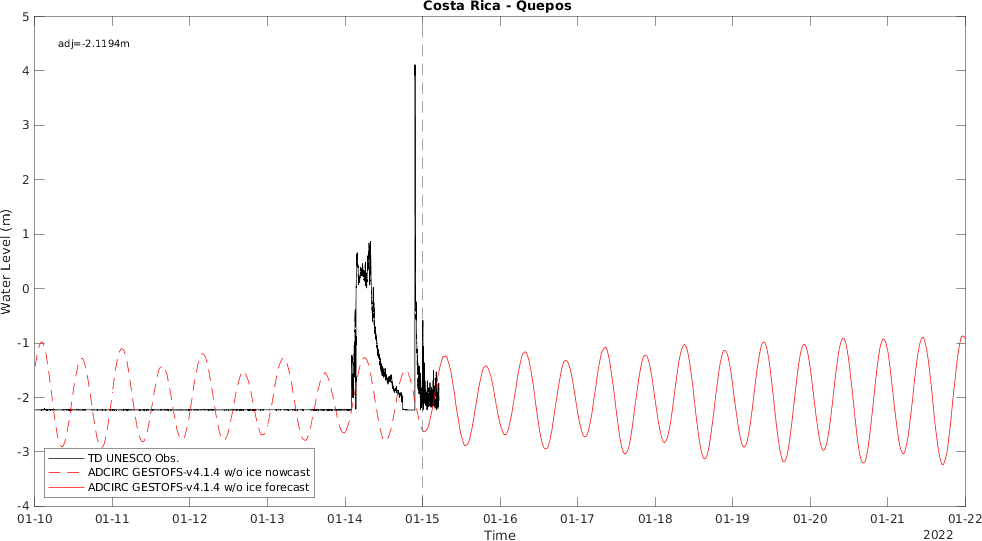 Costa Rica - Quepos
adj=-2.1194m
5
4
3
2
1
0
-1
-2
-3
-4
Water Level (m)
TD UNESCO Obs.
ADCIRC GESTOFS-v4.1.4 w/o ice nowcast
ADCIRC GESTOFS-v4.1.4 w/o ice forecast
01-10 01-11 01-12 01-13 01-14 01-15 01-16 01-17 01-18 01-19 01-20 01-21 01-22
Time
2022